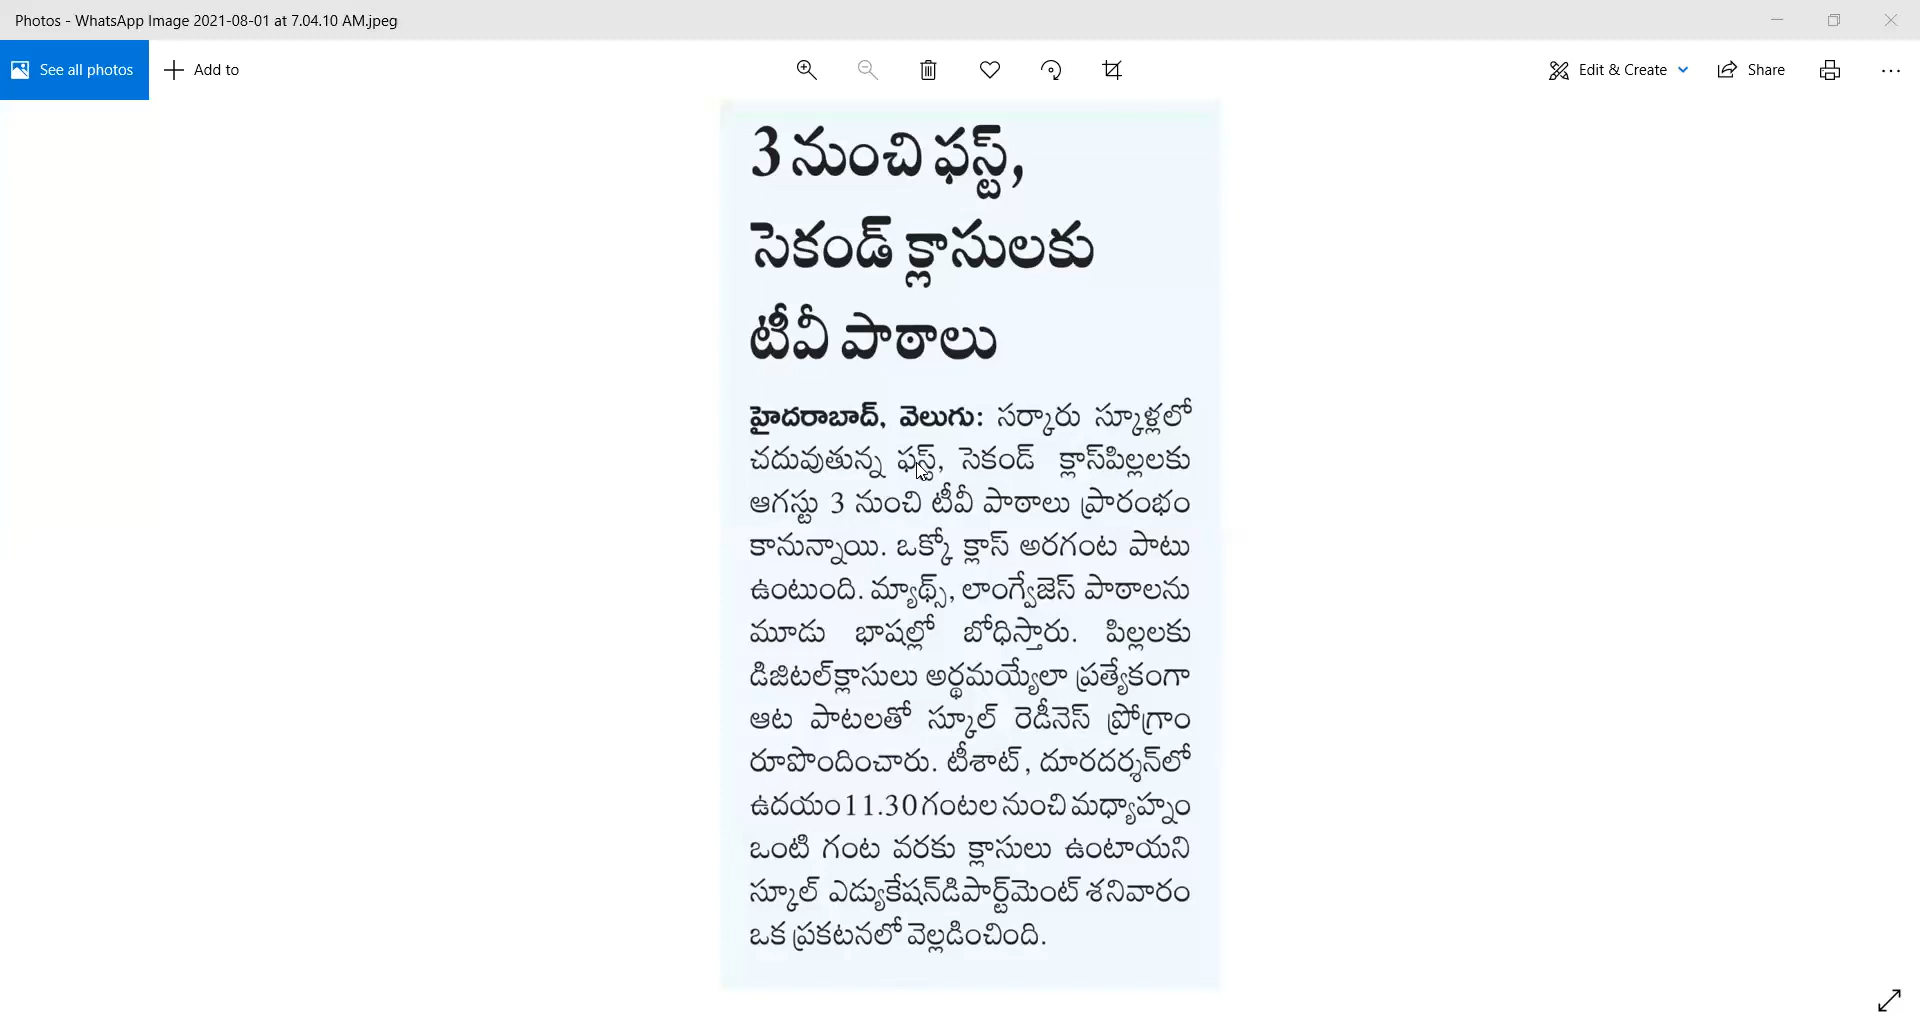 Photos - WhatsApp Image 2021-08-01 at 7.04.10 AM.jpeg
See all photos
Add to
Edit & Create
Share
3 నుంచి ఫస్ట్,
సెకండ్ క్లాసులకు
టీవీ పాఠాలు
హైదరాబాద్, వెలుగు: సర్కారు స్కూళ్లలో
చదువుతున్న ఫస్ట్, సెకండ్ క్లాస్‌పిల్లలకు
ఆగస్టు 3 నుంచి టీవీ పాఠాలు ప్రారంభం
కానున్నాయి. ఒక్కో క్లాస్ అరగంట పాటు
ఉంటుంది. మ్యాథ్స్, లాంగ్వేజెస్ పాఠాలను
మూడు భాషల్లో బోధిస్తారు. పిల్లలకు
డిజిటల్‌క్లాసులు అర్థమయ్యేలా ప్రత్యేకంగా
ఆట పాటలతో స్కూల్ రెడీనెస్ ప్రోగ్రాం
రూపొందించారు. టీశాట్, దూరదర్శన్‌లో
ఉదయం 11.30 గంటల నుంచి మధ్యాహ్నం
ఒంటి గంట వరకు క్లాసులు ఉంటాయని
స్కూల్ ఎడ్యుకేషన్‌డిపార్ట్‌మెంట్ శనివారం
ఒక ప్రకటనలో వెల్లడించింది.